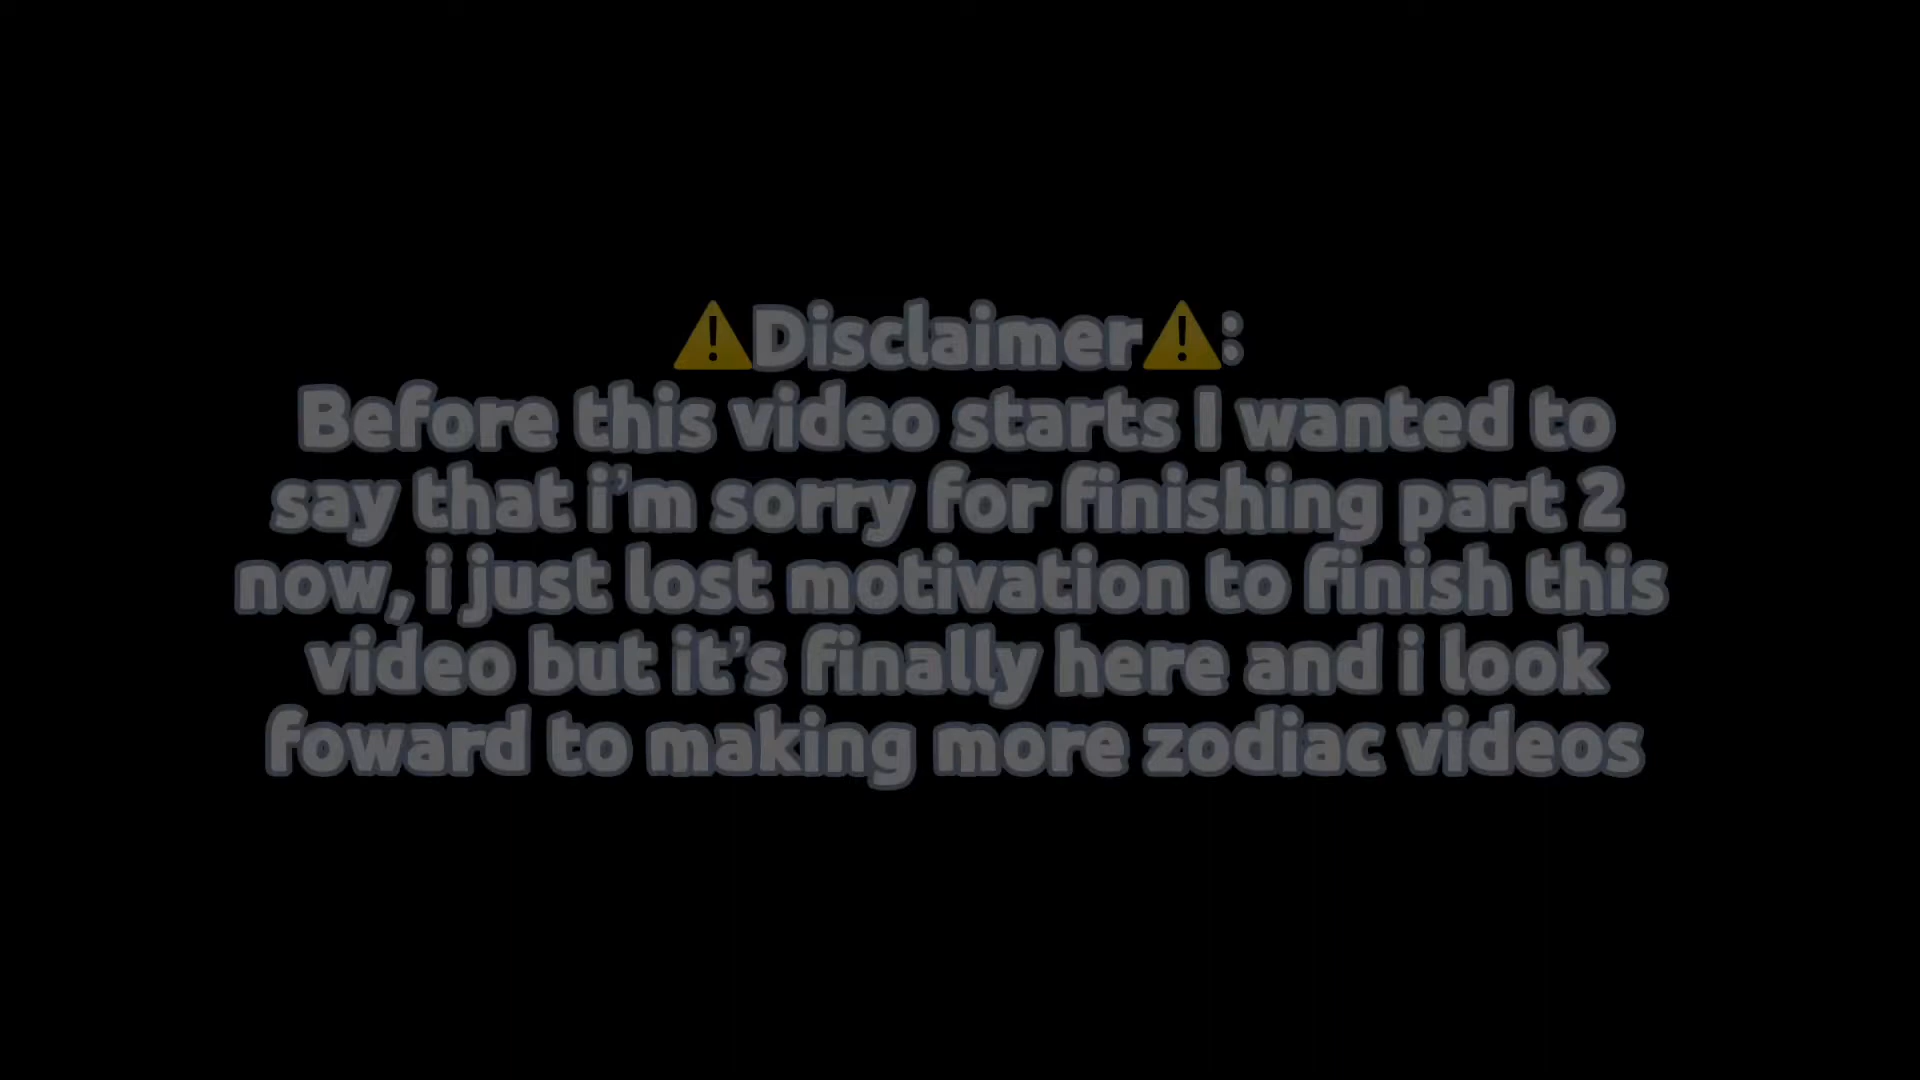 ⚠️Disclaimer⚠️:
Before this video starts I wanted to
say that i’m sorry for finishing part 2
now, i just lost motivation to finish this
video but it’s finally here and i look
foward to making more zodiac videos